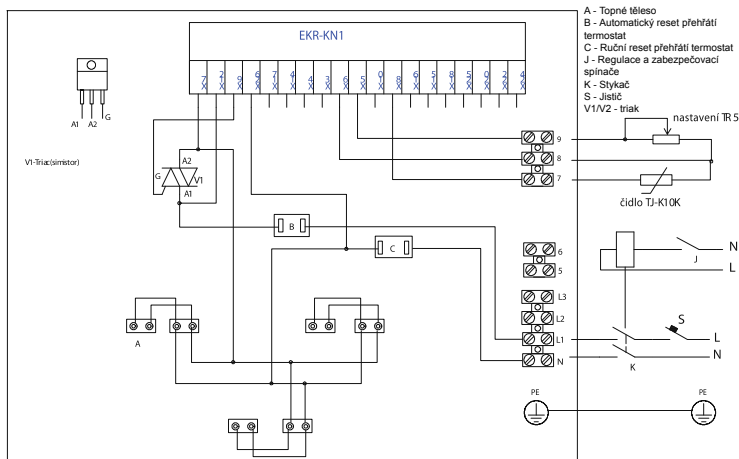 EKR-KN1
A - Topné těleso
B - Automatický reset přehřátí
termostat
C - Ruční reset přehřátí termostat
J - Regulace a zabezpečovací
spínače
K - Stykač
S - Jistič
V1/V2 - triak
A1 A2 G
V1-Triac(simistor)
A2
G
V1
A1
nastavení TR 5
9
8
7
čidlo TJ-K10K
B
C
6
5
J
N
L
L3
L2
L1
N
S
L
N
K
A
PE
PE